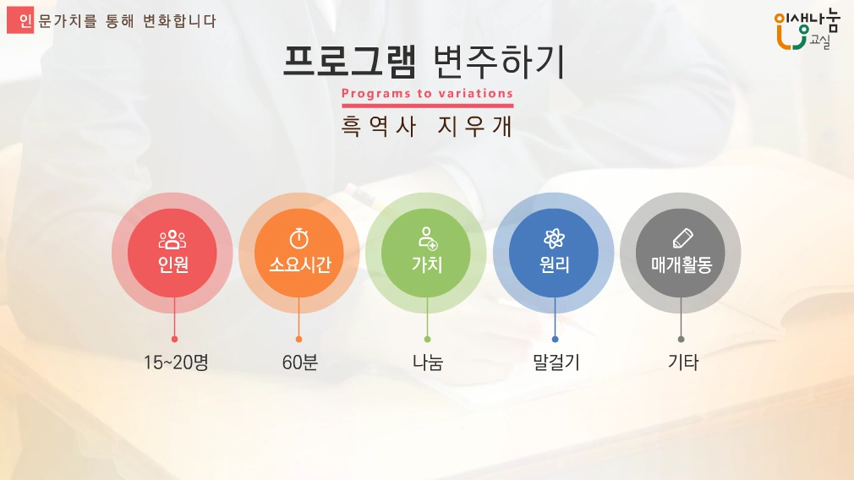 인문가치를 통해 변화합니다
인생나눔
교실
프로그램 변주하기
Programs to variations
흑역사 지우개
인원
소요시간
가치
원리
매개활동
15~20명
60분
나눔
말걸기
기타